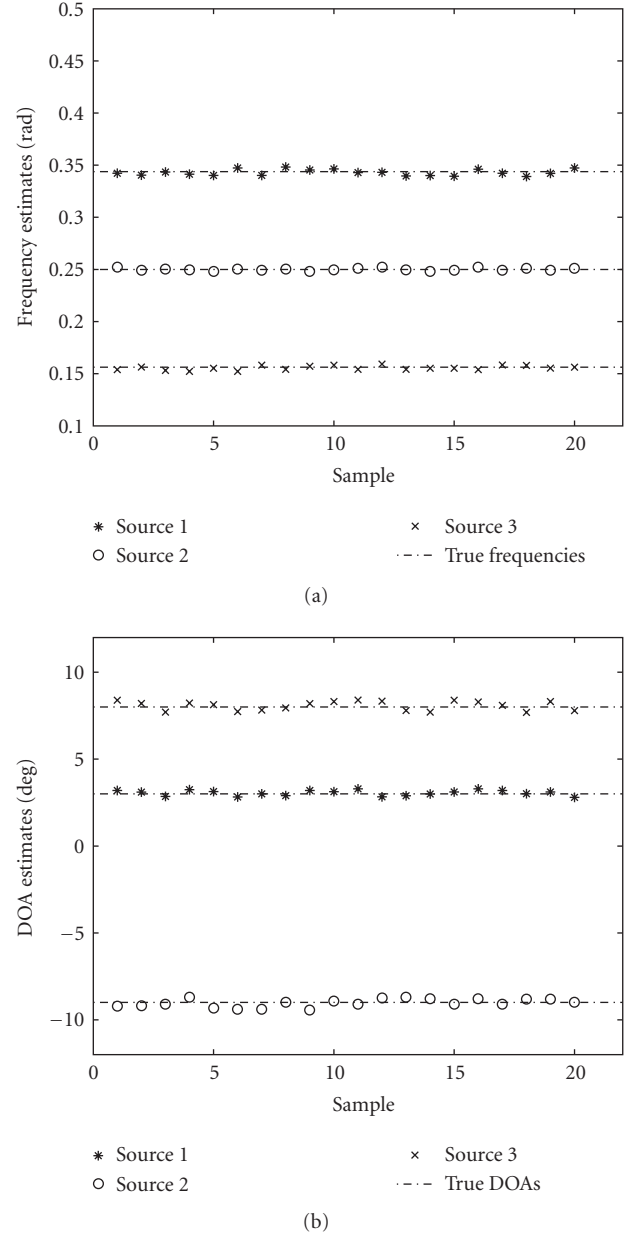 0.5
0.45
0.4
0.35
0.3
0.25
0.2
0.15
0.1
Frequency estimates (rad)
0 5 10 15 20
Sample
Source 1
Source 2
Source 3
True frequencies
(a)
10
5
0
−5
−10
DOA estimates (deg)
0 5 10 15 20
Sample
Source 1
Source 2
Source 3
True DOAs
(b)